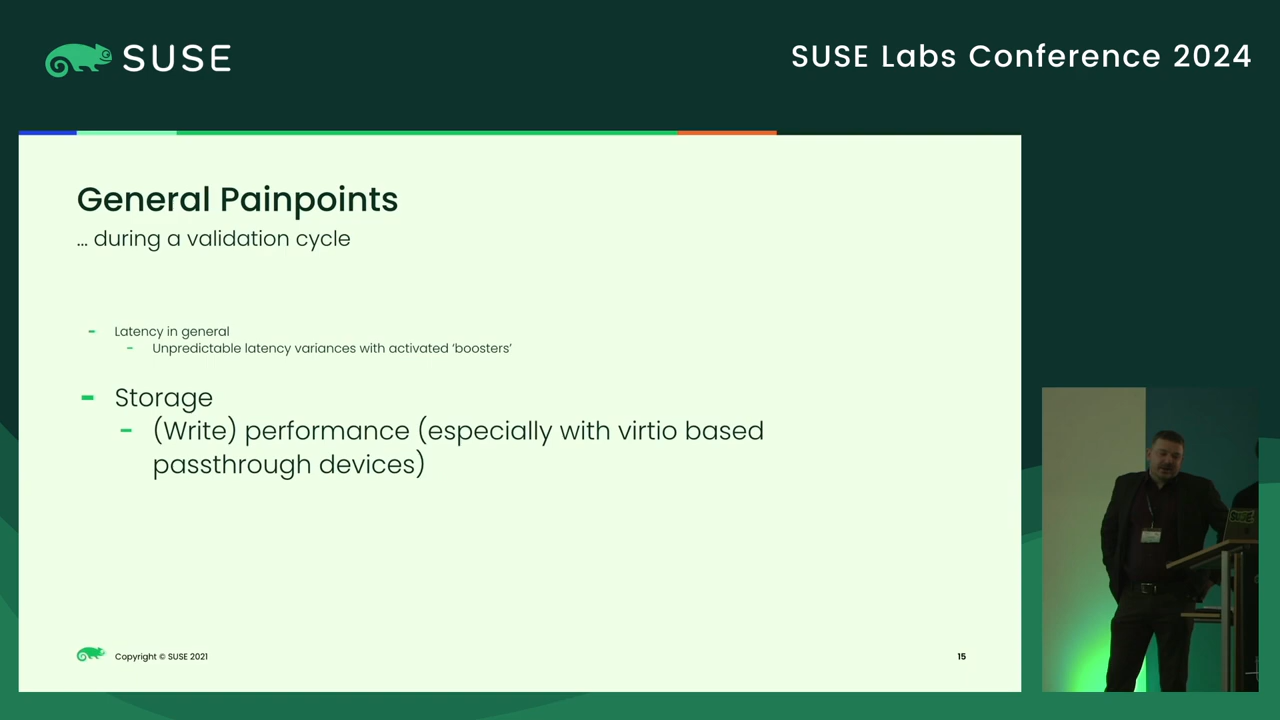 SUSE
SUSE Labs Conference 2024
General Painpoints
... during a validation cycle
- Latency in general
- Unpredictable latency variances with activated ‘boosters’
- Storage
- (Write) performance (especially with virtio based
passthrough devices)
Copyright © SUSE 2021
15